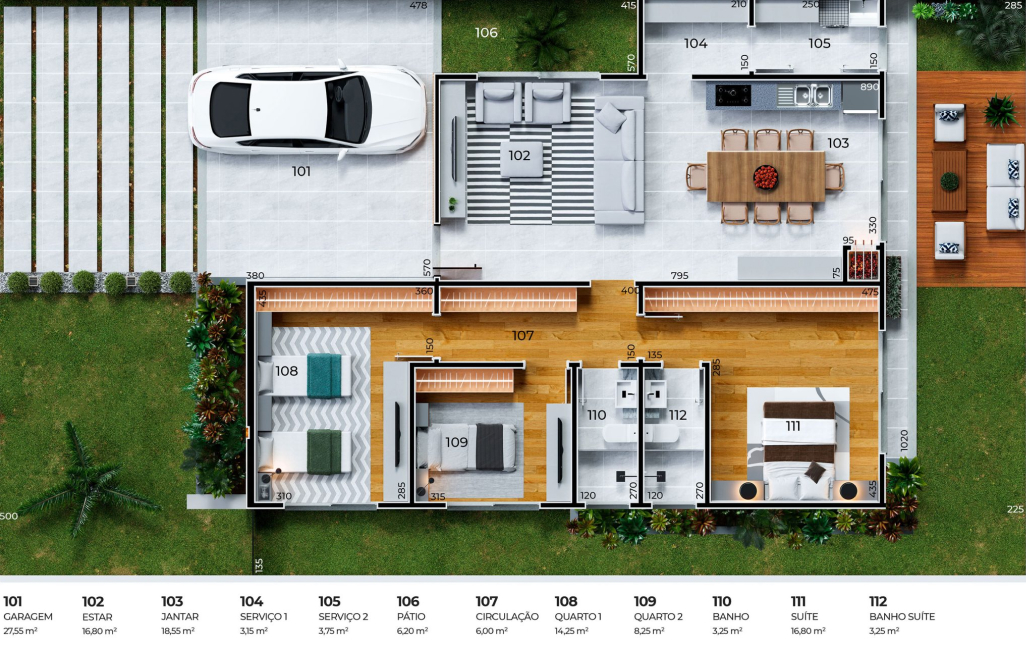 478
415
210
250
285
106
104
105
570
150
150
890
101
102
103
330
95
75
380
570
795
435
360
400
475
107
150
150
135
285
108
109
110
112
111
1020
310
285
315
120
270
120
270
435
500
225
135
101
GARAGEM
27,55 m²
102
ESTAR
16,80 m²
103
JANTAR
18,55 m²
104
SERVIÇO 1
3,15 m²
105
SERVIÇO 2
3,75 m²
106
PÁTIO
6,20 m²
107
CIRCULAÇÃO
6,00 m²
108
QUARTO 1
14,25 m²
109
QUARTO 2
8,25 m²
110
BANHO
3,25 m²
111
SUÍTE
16,80 m²
112
BANHO SUÍTE
3,25 m²